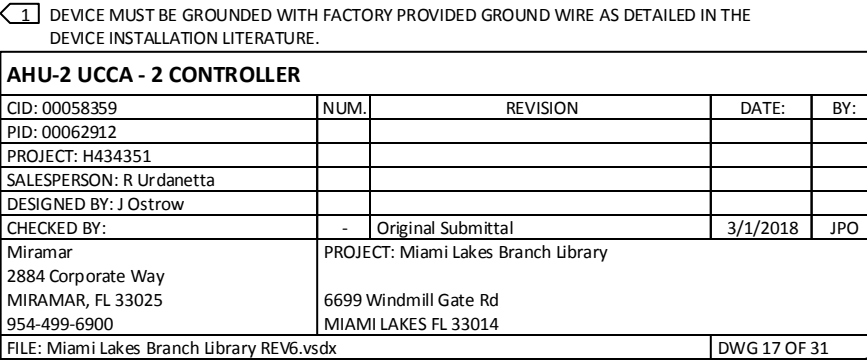 1 DEVICE MUST BE GROUNDED WITH FACTORY PROVIDED GROUND WIRE AS DETAILED IN THE
DEVICE INSTALLATION LITERATURE.
AHU-2 UCCA - 2 CONTROLLER
CID: 00058359 NUM. REVISION DATE: BY:
PID: 00062912
PROJECT: H434351
SALESPERSON: R Urdanetta
DESIGNED BY: J Ostrow
CHECKED BY: - Original Submittal 3/1/2018 JPO
Miramar PROJECT: Miami Lakes Branch Library
2884 Corporate Way
MIRAMAR, FL 33025 6699 Windmill Gate Rd
954-499-6900 MIAMI LAKES FL 33014
FILE: Miami Lakes Branch Library REV6.vsdx DWG 17 OF 31